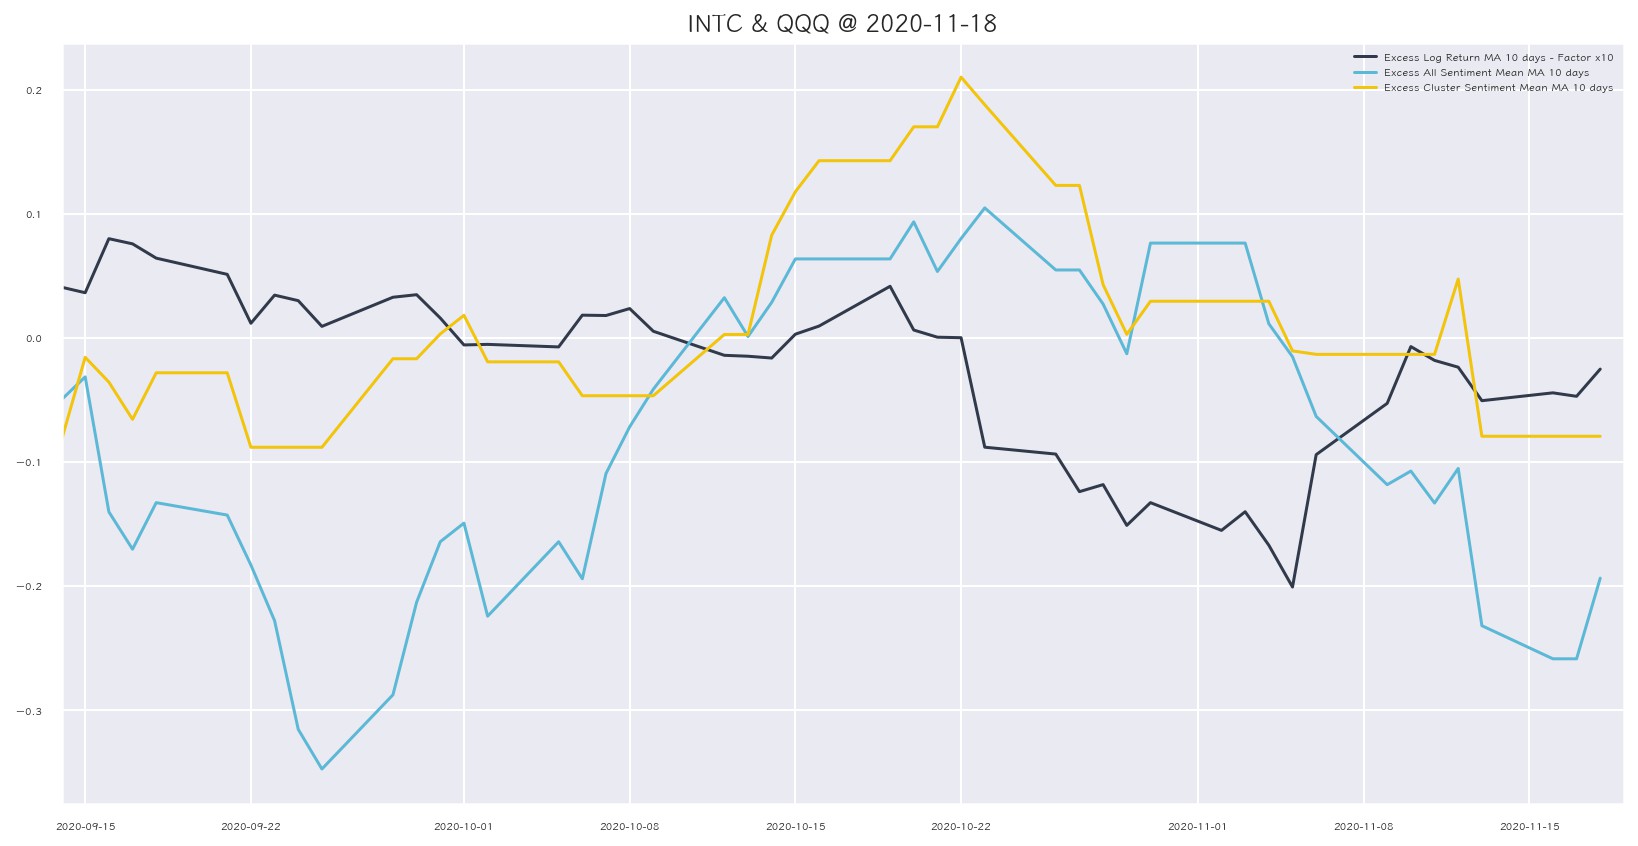 INTC & QQQ @ 2020-11-18
Excess Log Return MA 10 days - Factor x10
Excess All Sentiment Mean MA 10 days
Excess Cluster Sentiment Mean MA 10 days
0.2
0.1
0.0
−0.1
−0.2
−0.3
2020-09-15 2020-09-22 2020-10-01 2020-10-08 2020-10-15 2020-10-22 2020-11-01 2020-11-08 2020-11-15